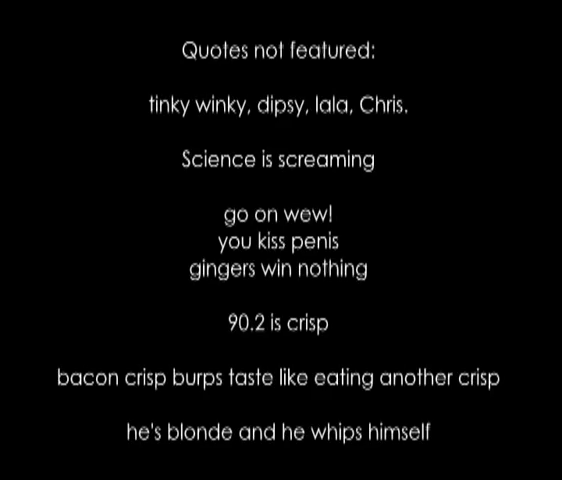 Quotes not featured:
tinky winky, dipsy, lala, Chris.
Science is screaming
go on wew!
you kiss penis
gingers win nothing
90.2 is crisp
bacon crisp burps taste like eating another crisp
he's blonde and he whips himself